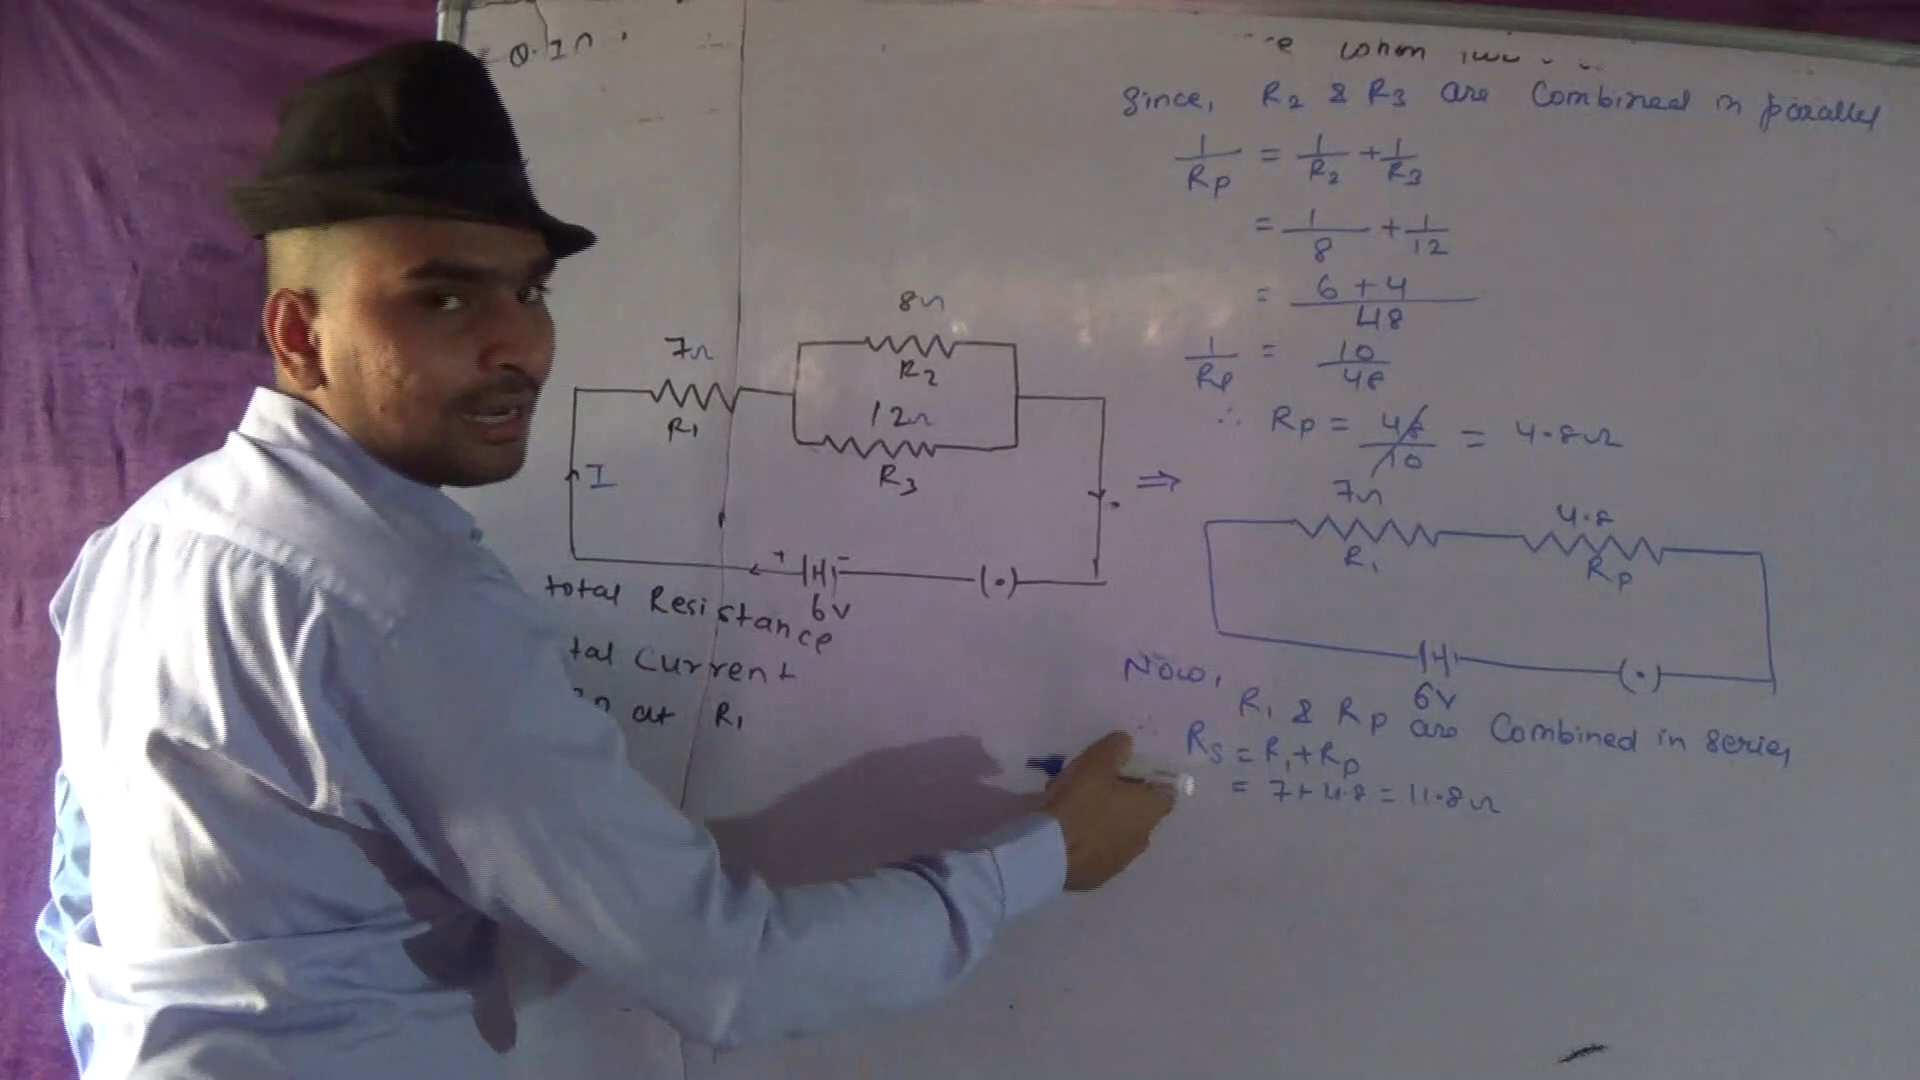 Q. In
when
Since, R2 & R3 are Combined in parallel
1/Rp = 1/R2 + 1/R3
= 1/8 + 1/12
= 6+4/48
1/Rp = 10/48
∴ Rp = 48/10 = 4.8Ω
7Ω
R1
8Ω
R2
12Ω
R3
I
+ -
6V
(.)
⇒
7Ω
R1
4.8
Rp
6V
(.)
total Resistance
tal Current
at R1
Now,
R1 & Rp are Combined in series
∴ Rs = R1 + Rp
= 7+4.8 = 11.8Ω